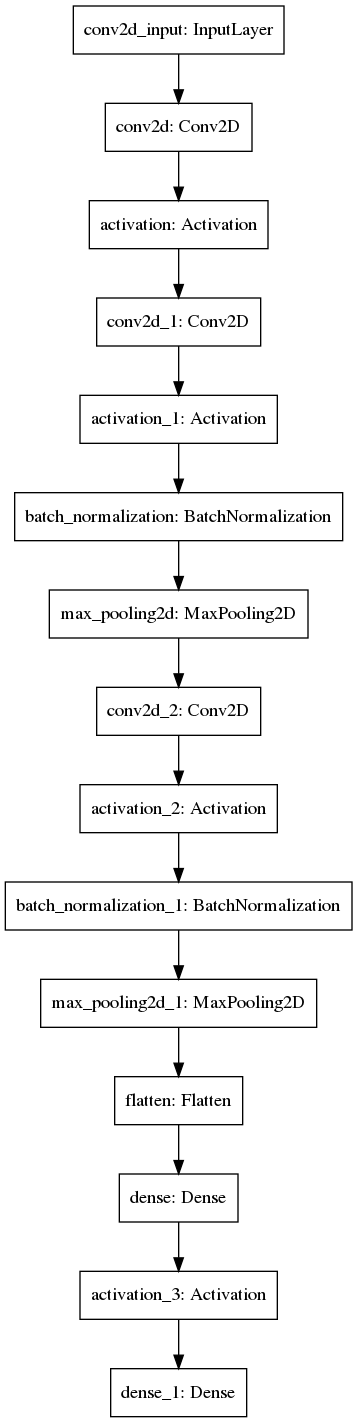 conv2d_input: InputLayer
conv2d: Conv2D
activation: Activation
conv2d_1: Conv2D
activation_1: Activation
batch_normalization: BatchNormalization
max_pooling2d: MaxPooling2D
conv2d_2: Conv2D
activation_2: Activation
batch_normalization_1: BatchNormalization
max_pooling2d_1: MaxPooling2D
flatten: Flatten
dense: Dense
activation_3: Activation
dense_1: Dense